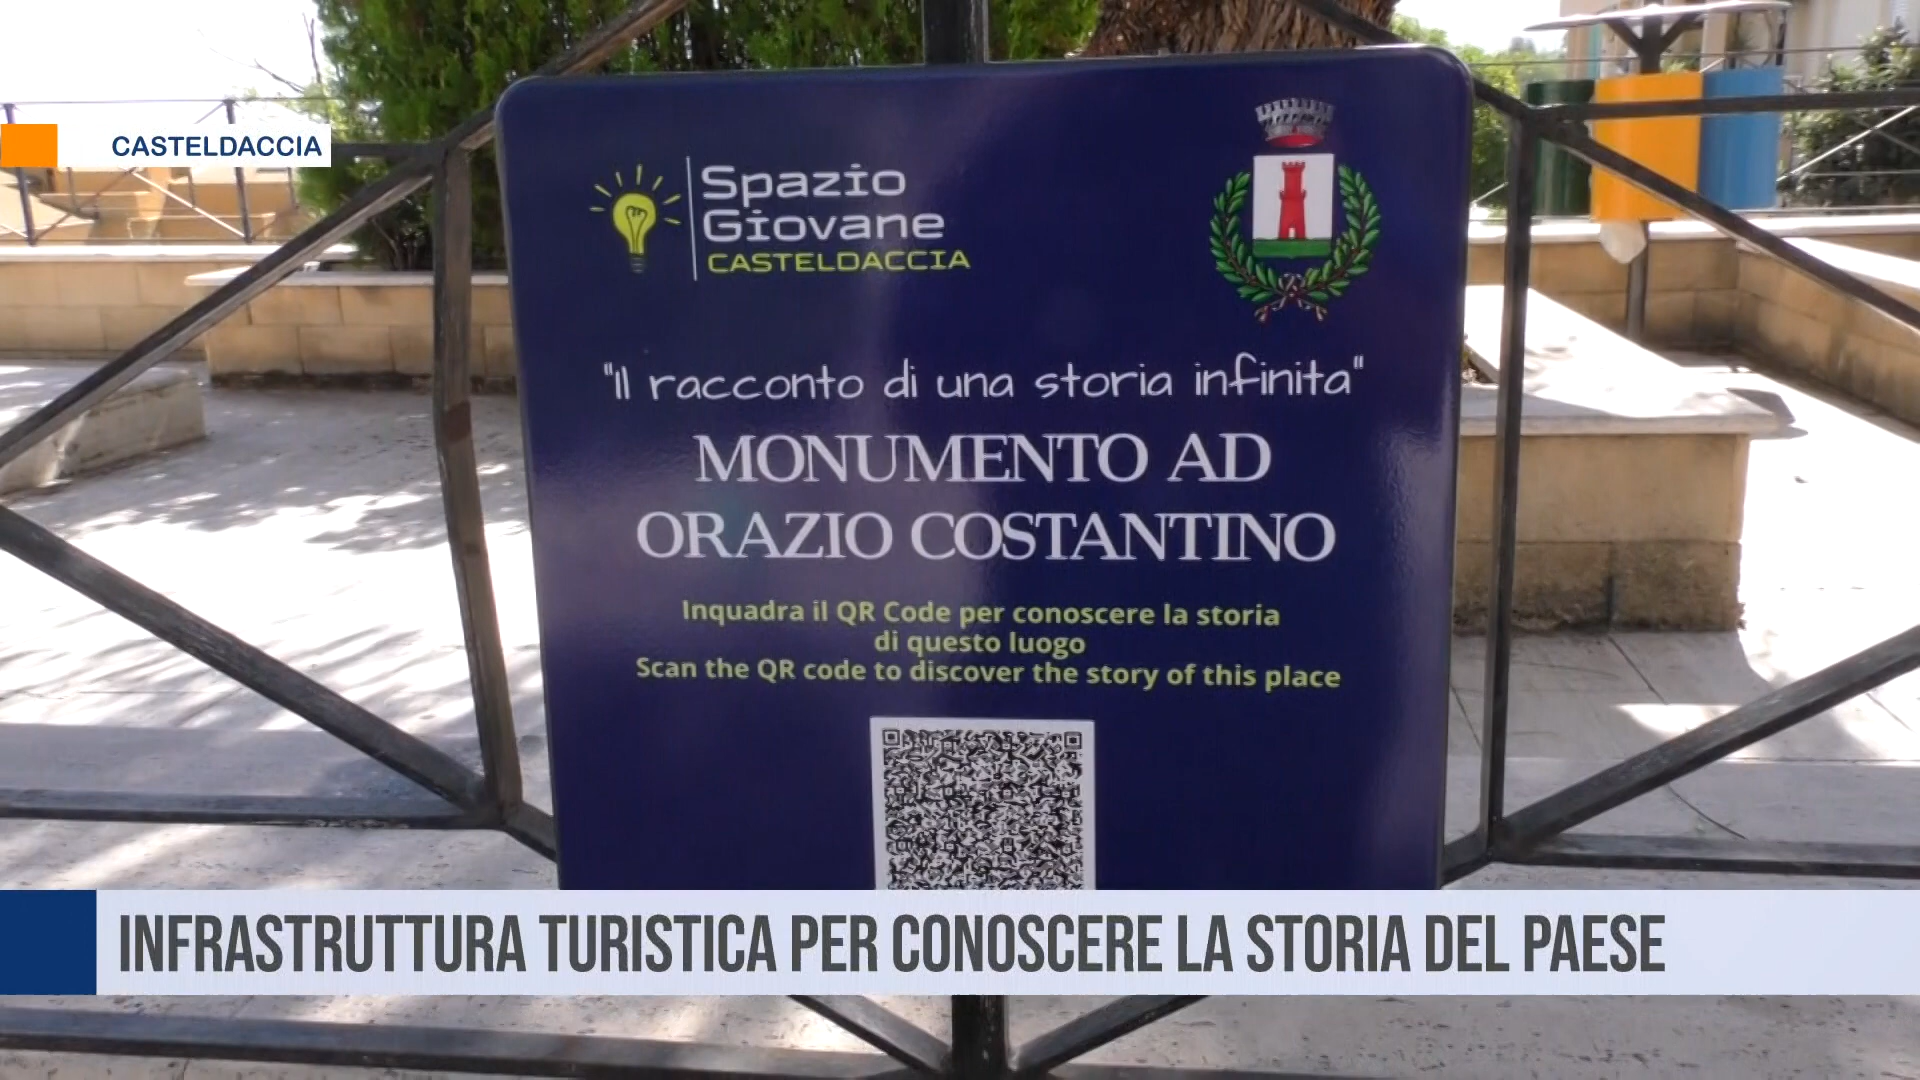 CASTELDACCIA
Spazio
Giovane
CASTELDACCIA
"Il racconto di una storia infinita"
MONUMENTO AD
ORAZIO COSTANTINO
Inquadra il QR Code per conoscere la storia
di questo luogo
Scan the QR code to discover the story of this place
INFRASTRUTTURA TURISTICA PER CONOSCERE LA STORIA DEL PAESE